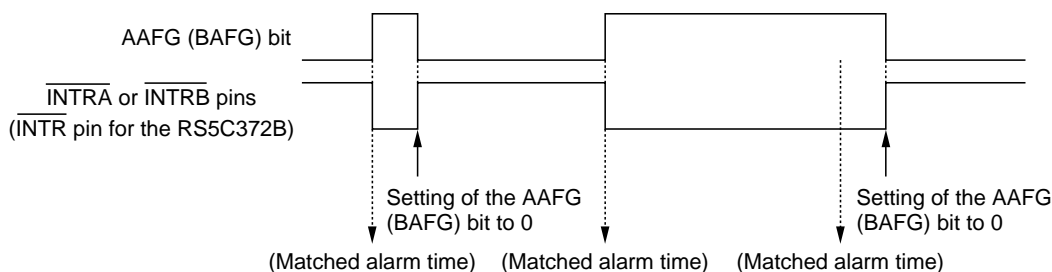 AAFG (BAFG) bit
INTRA or INTRB pins
(INTR pin for the RS5C372B)
Setting of the AAFG
(BAFG) bit to 0
Setting of the AAFG
(BAFG) bit to 0
(Matched alarm time) (Matched alarm time) (Matched alarm time)